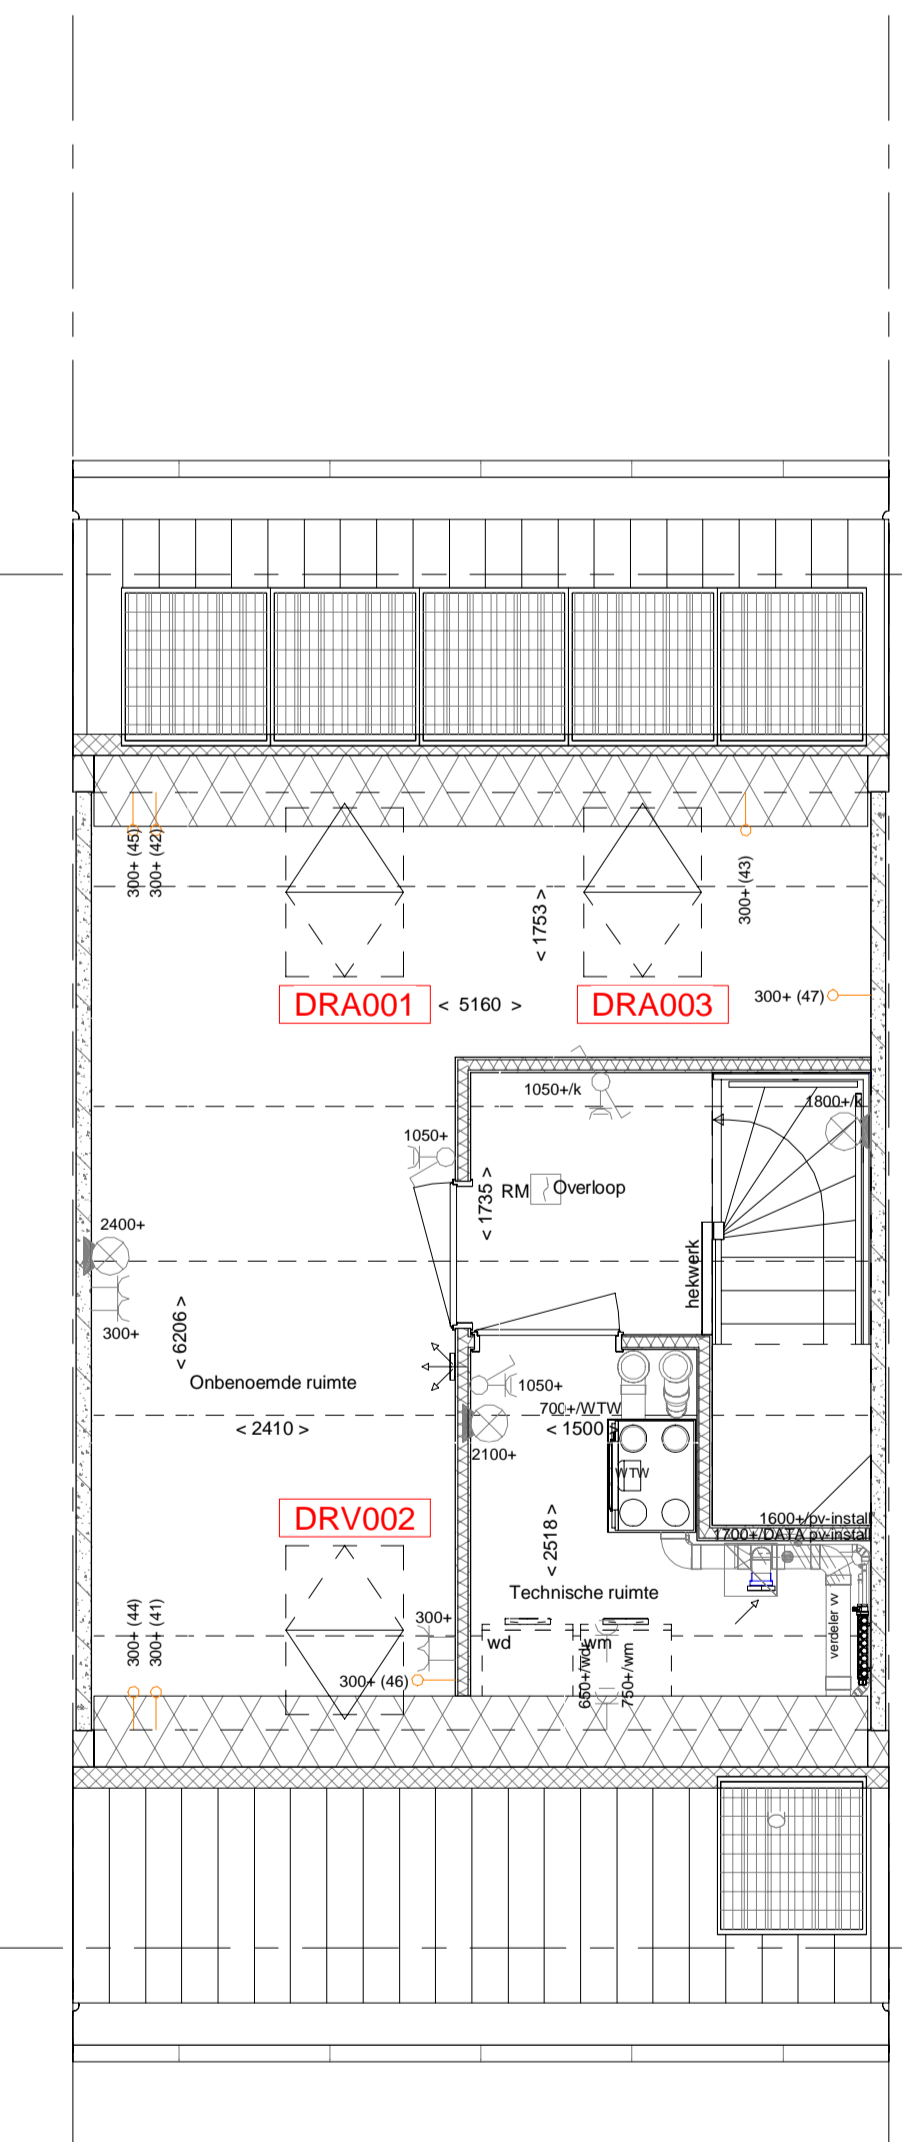 300+ (45)
300+ (42)
300+ (43)
< 1753 >
DRA001
< 5160 >
DRA003
300+ (47)
1050+/k
1800+/k
1050+
< 1735 >
RM
Overloop
2400+
hekwerk
300+
< 6206 >
Onbenoemde ruimte
1050+
700+/WTW
< 2410 >
< 1500 >
2100+
WTW
DRV002
1600+/pv-install
1700+/DATA pv-install
< 2518 >
Technische ruimte
300+ (44)
300+ (41)
300+
wd
wm
650+/wd
750+/wm
verdeler vv
300+ (46)